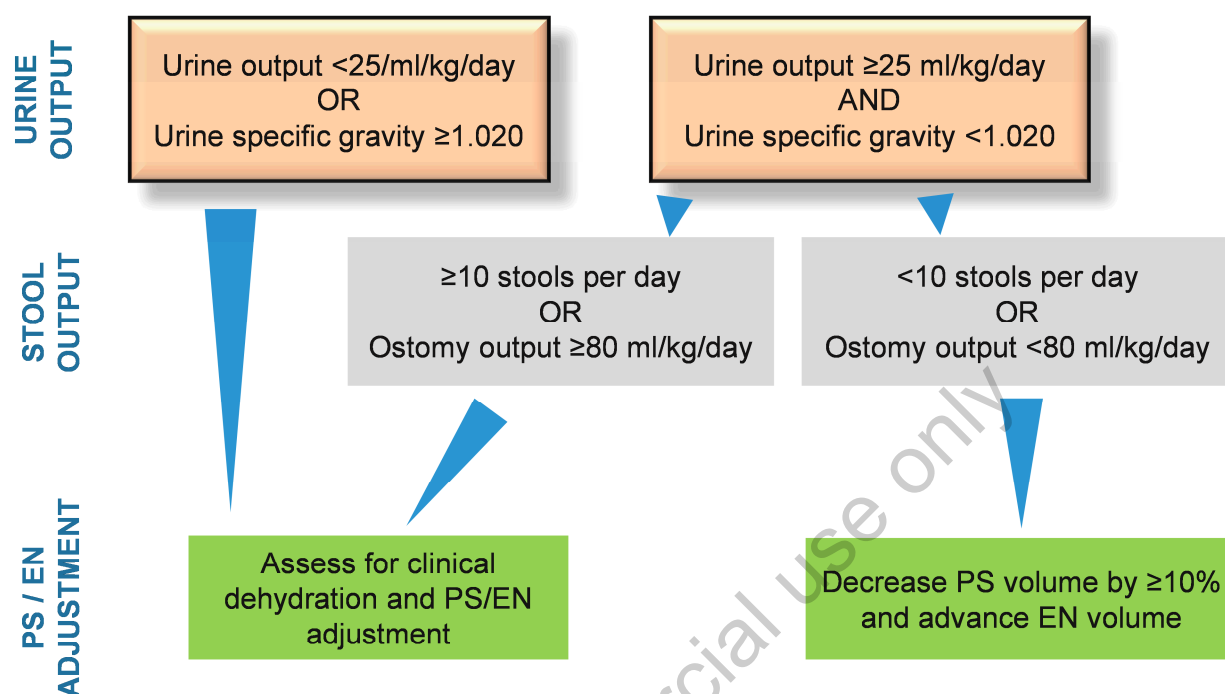 URINE
OUTPUT
Urine output <25/ml/kg/day
OR
Urine specific gravity ≥1.020
Urine output ≥25 ml/kg/day
AND
Urine specific gravity <1.020
STOOL
OUTPUT
≥10 stools per day
OR
Ostomy output ≥80 ml/kg/day
<10 stools per day
OR
Ostomy output <80 ml/kg/day
PS / EN
ADJUSTMENT
Assess for clinical
dehydration and PS/EN
adjustment
Decrease PS volume by ≥10%
and advance EN volume
rcial use only